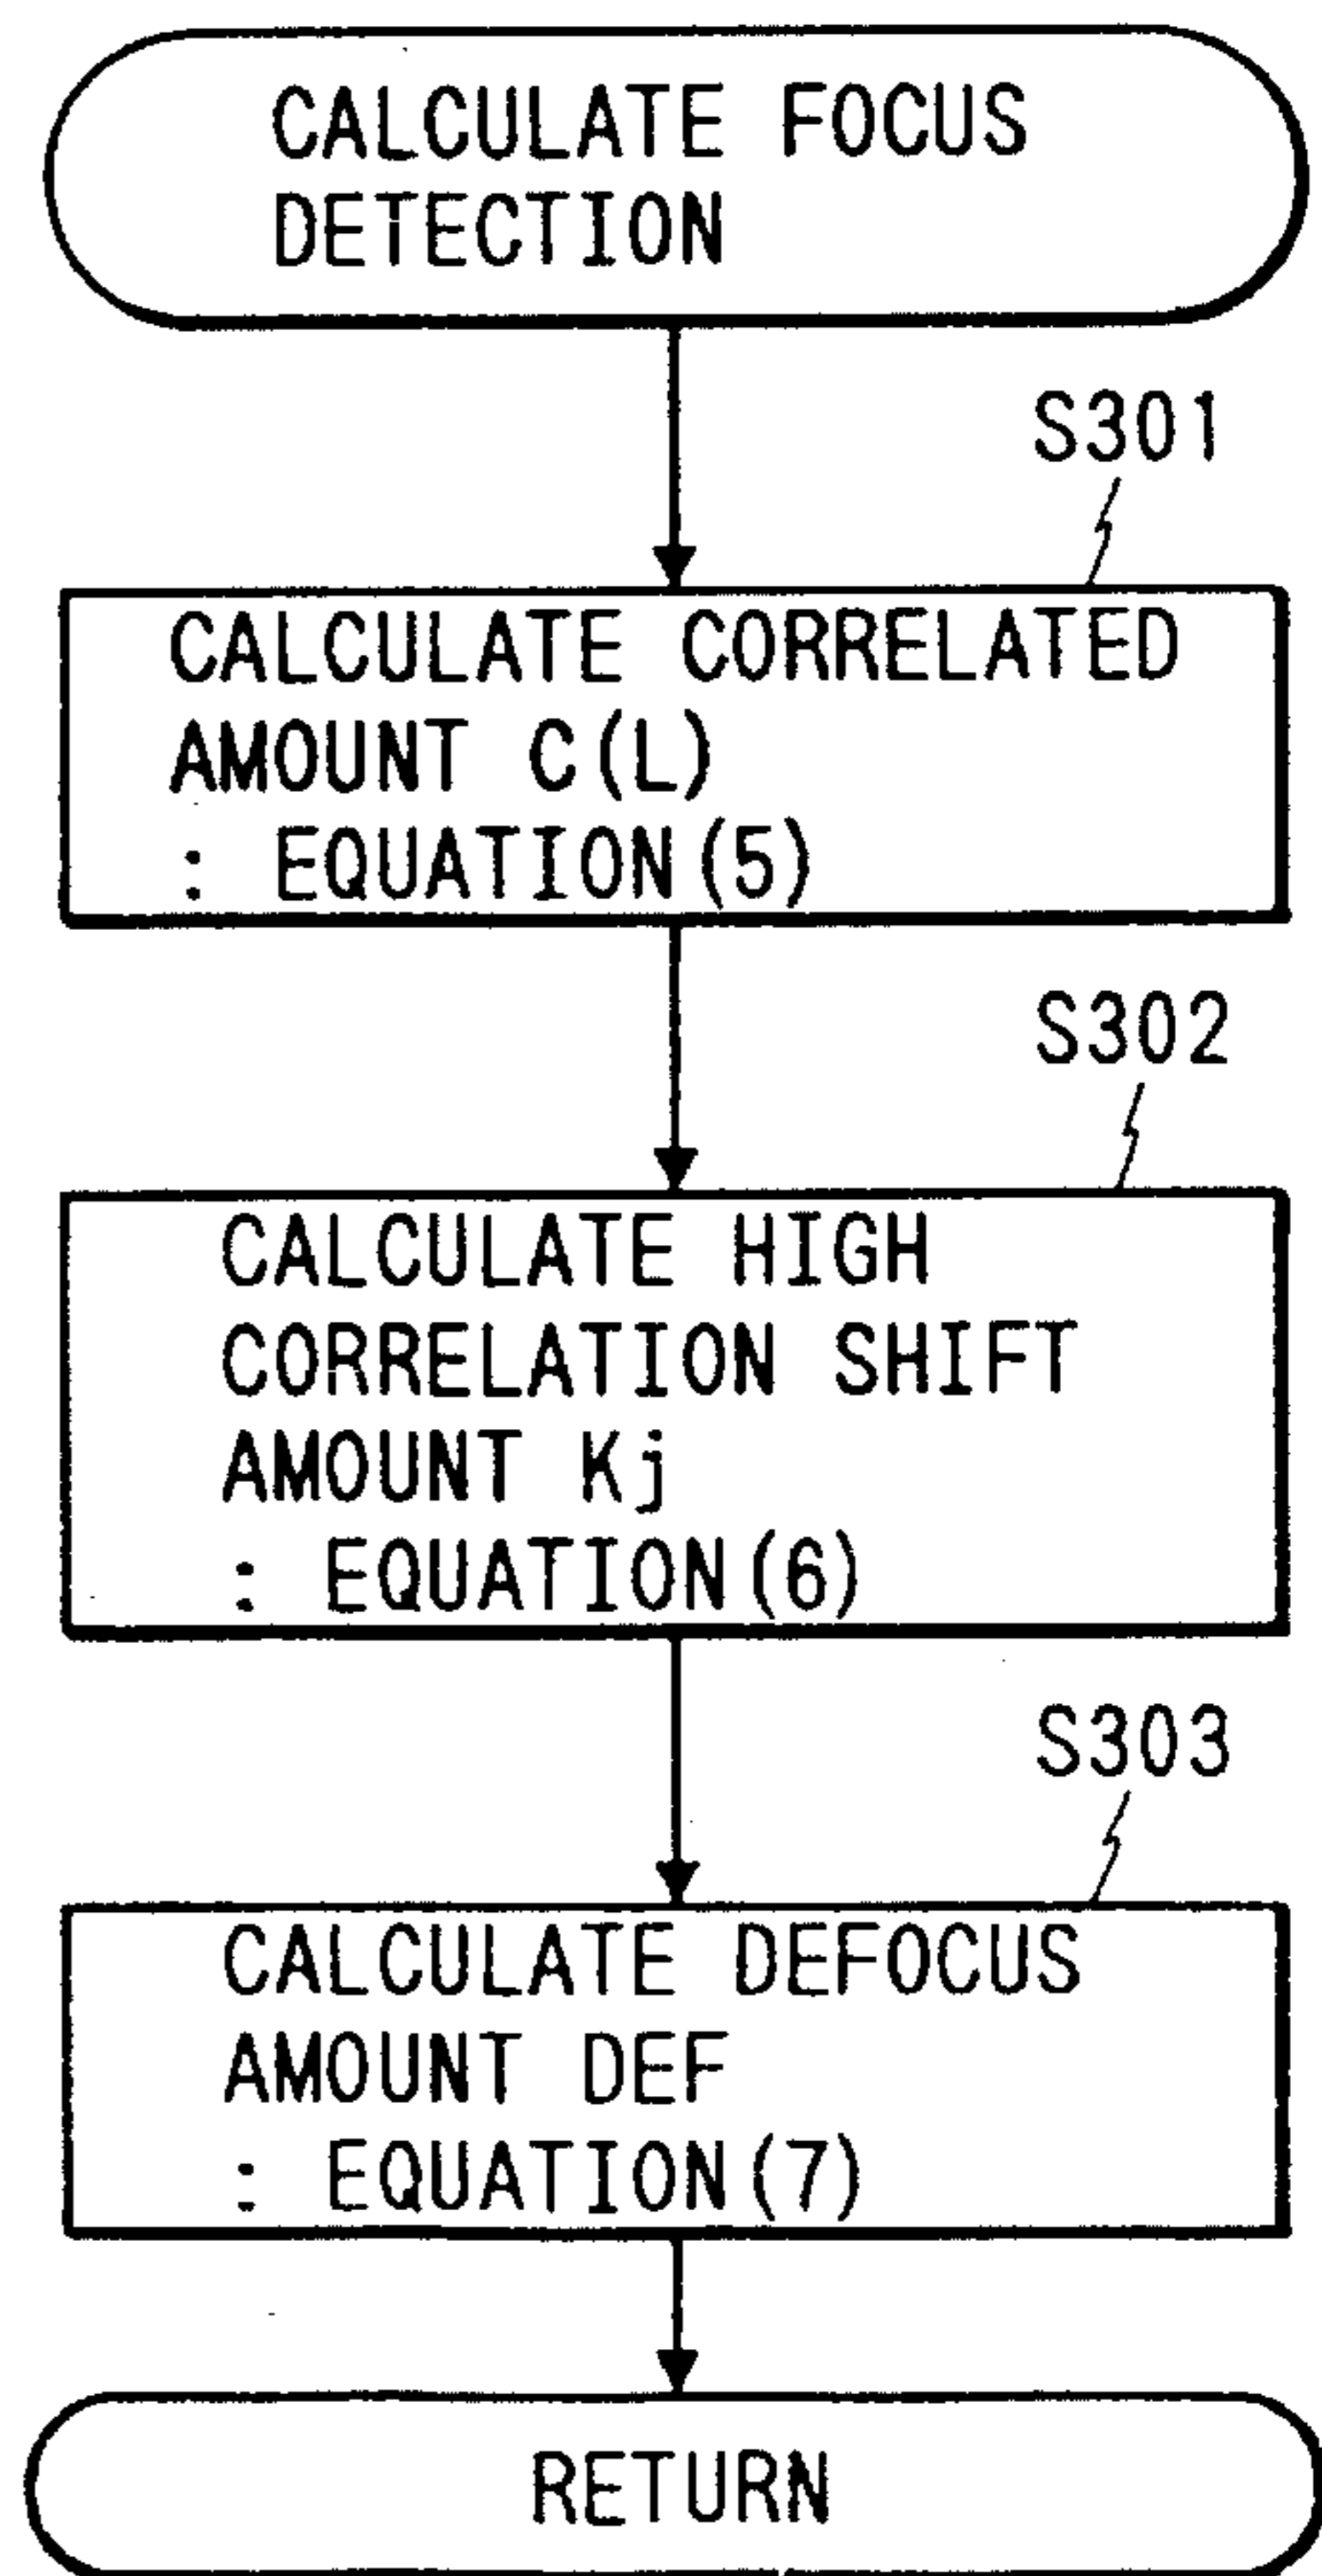 CALCULATE FOCUS
DETECTION
S301
CALCULATE CORRELATED
AMOUNT C(L)
: EQUATION(5)
S302
CALCULATE HIGH
CORRELATION SHIFT
AMOUNT Kj
: EQUATION(6)
S303
CALCULATE DEFOCUS
AMOUNT DEF
: EQUATION(7)
RETURN